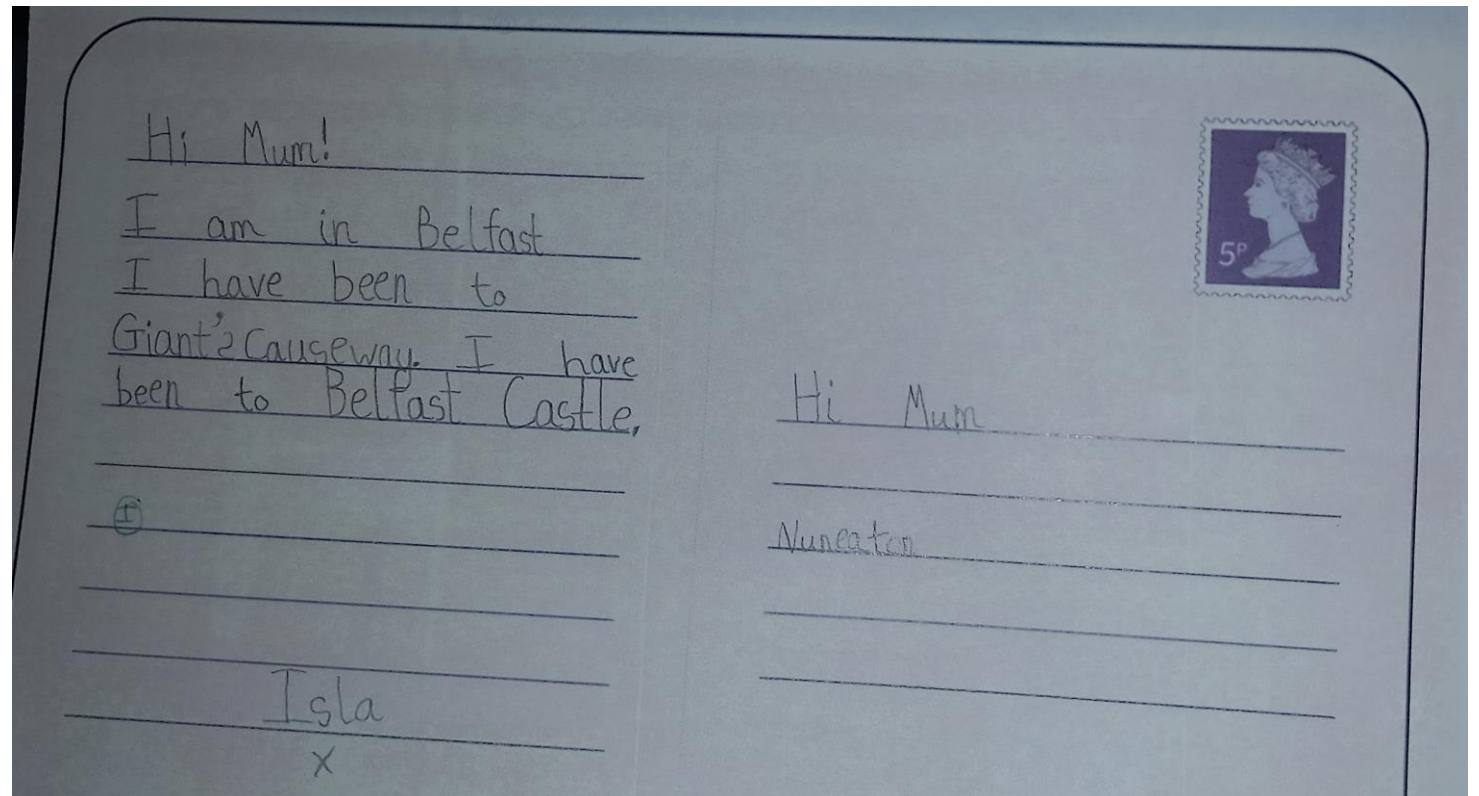 Hi Mum!
I am in Belfast
I have been to
Giant's Causeway. I have
been to Belfast Castle,
I
Isla
x
5P
Hi Mum
Nuneaton